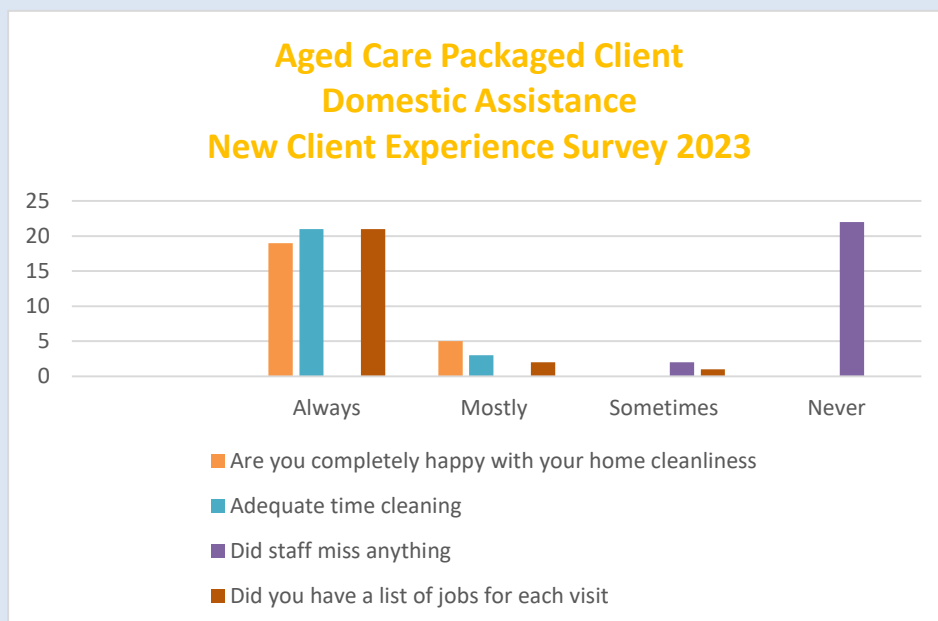 Aged Care Packaged Client
Domestic Assistance
New Client Experience Survey 2023
25
20
15
10
5
0
Always Mostly Sometimes Never
Are you completely happy with your home cleanliness
Adequate time cleaning
Did staff miss anything
Did you have a list of jobs for each visit